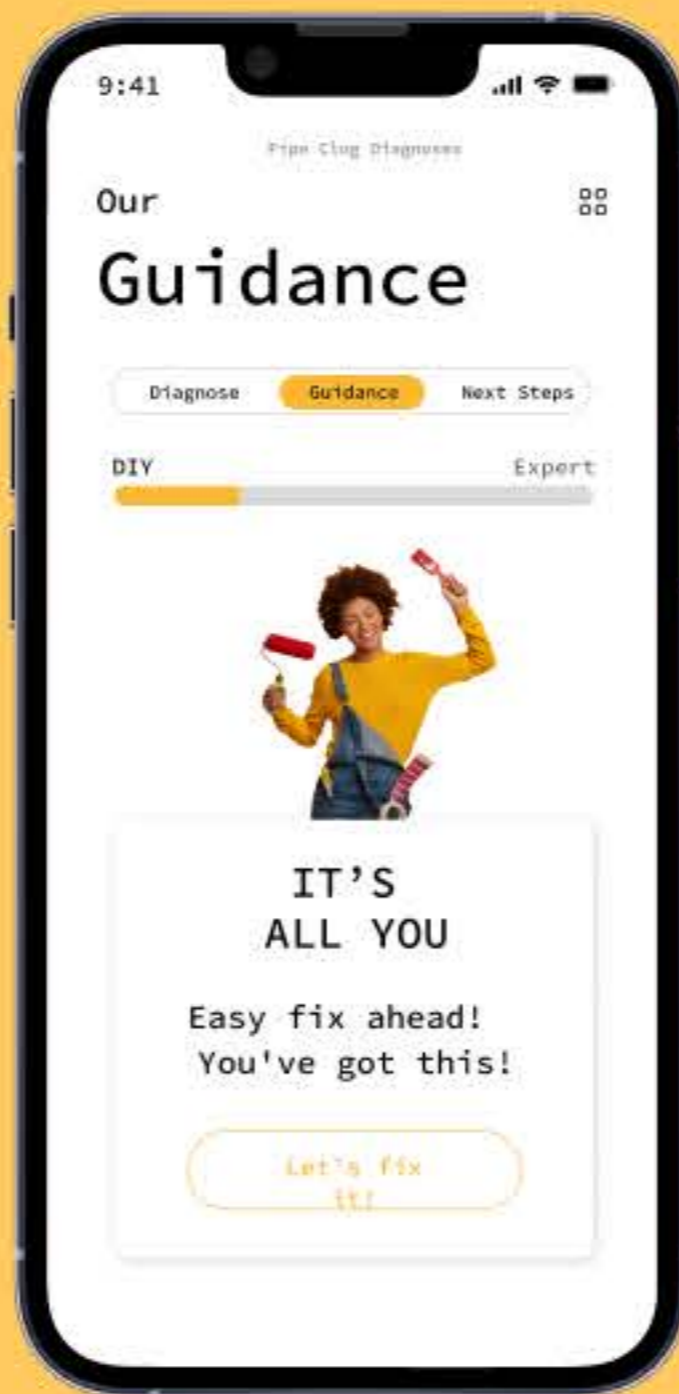 9:41
Pipe Clog Diagnoses
Our
Guidance
Diagnose Guidance Next Steps
DIY Expert
IT’S
ALL YOU
Easy fix ahead!
You've got this!
Let's fix
it!